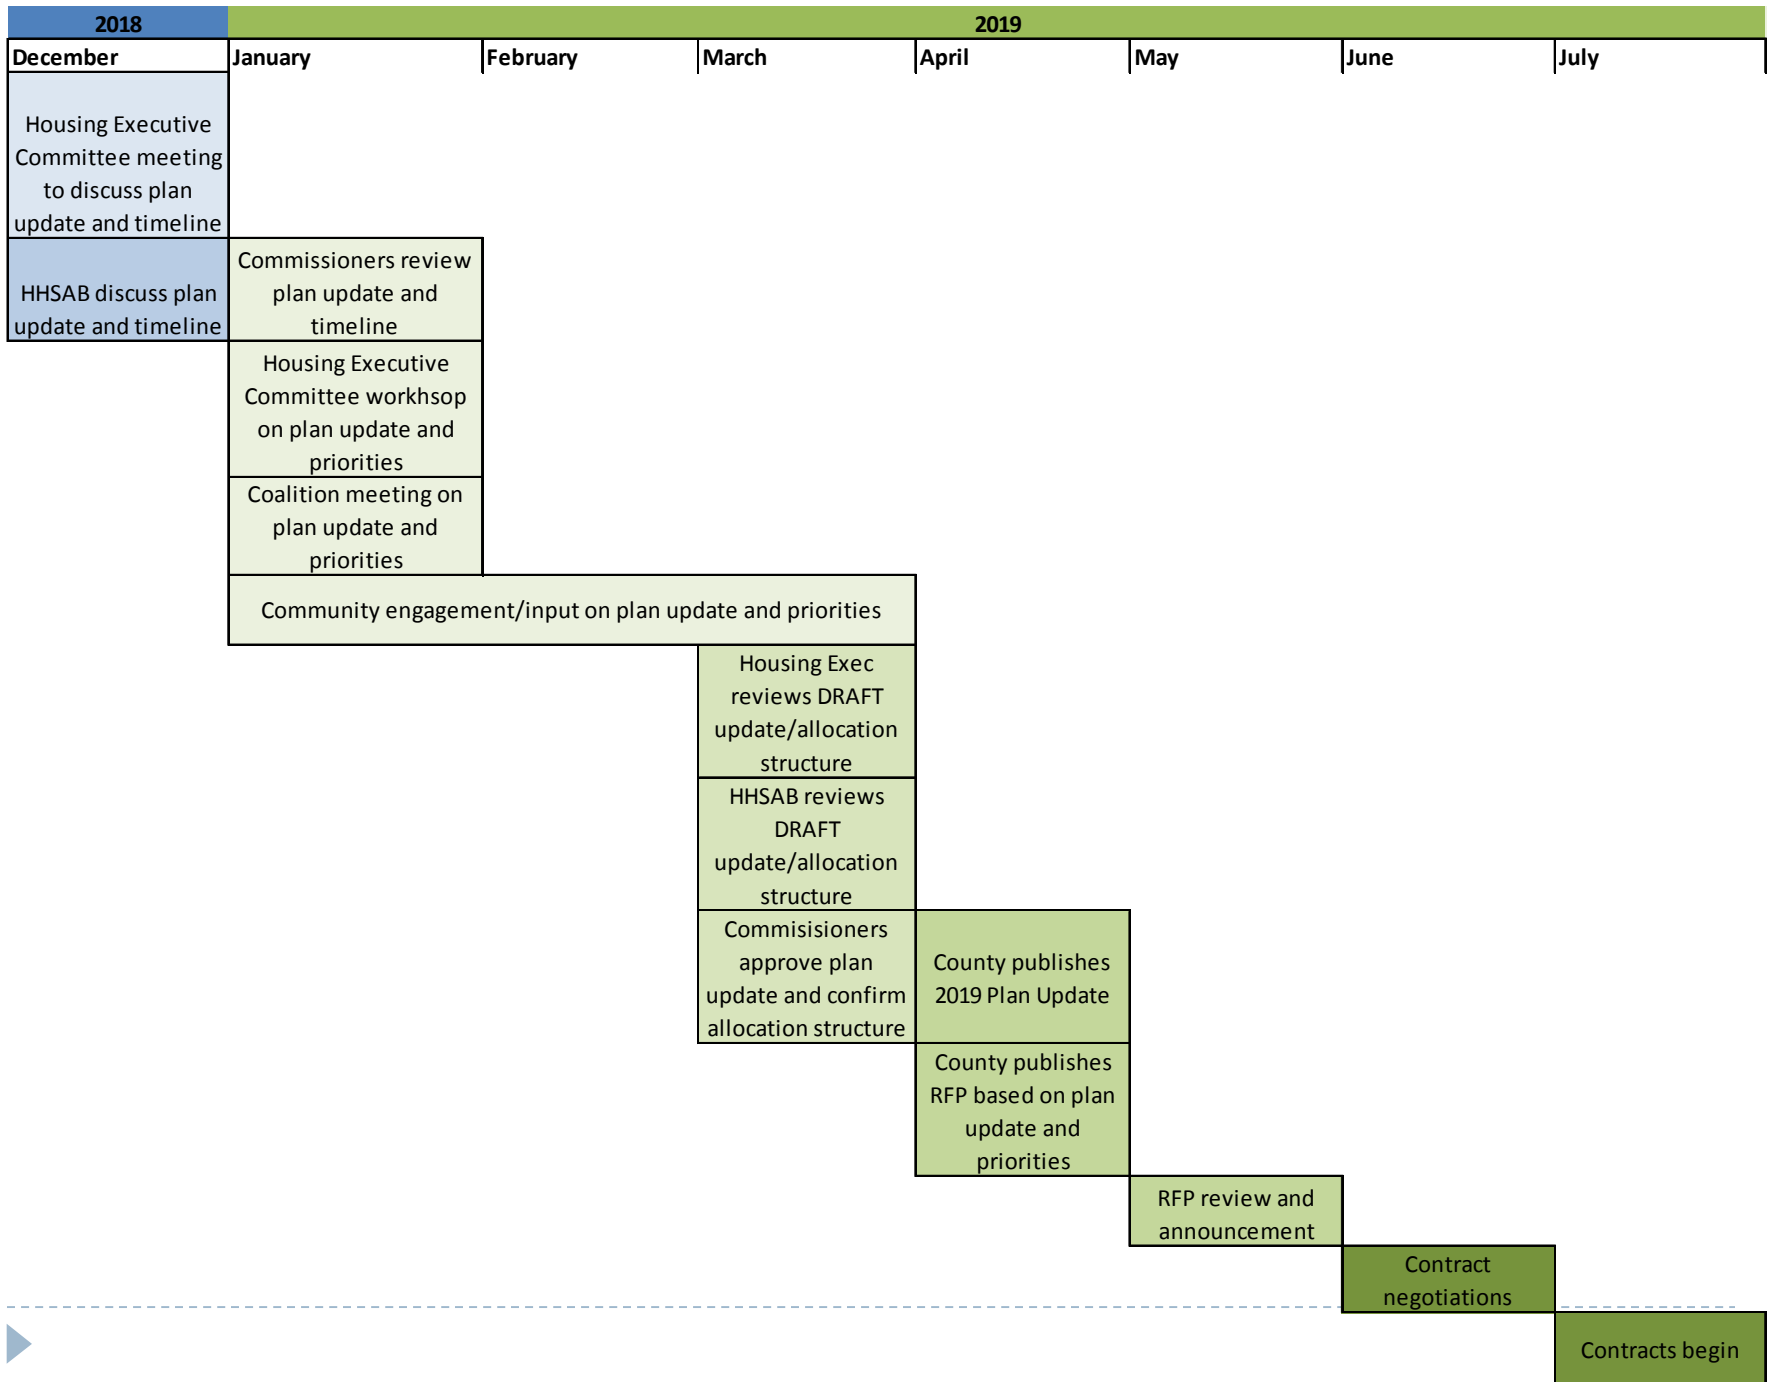 2018
2019
December
January
February
March
April
May
June
July
Housing Executive
Committee meeting
to discuss plan
update and timeline
HHSAB discuss plan
update and timeline
Commissioners review
plan update and
timeline
Housing Executive
Committee workhsop
on plan update and
priorities
Coalition meeting on
plan update and
priorities
Community engagement/input on plan update and priorities
Housing Exec
reviews DRAFT
update/allocation
structure
HHSAB reviews
DRAFT
update/allocation
structure
Commisisioners
approve plan
update and confirm
allocation structure
County publishes
2019 Plan Update
County publishes
RFP based on plan
update and
priorities
RFP review and
announcement
Contract
negotiations
Contracts begin